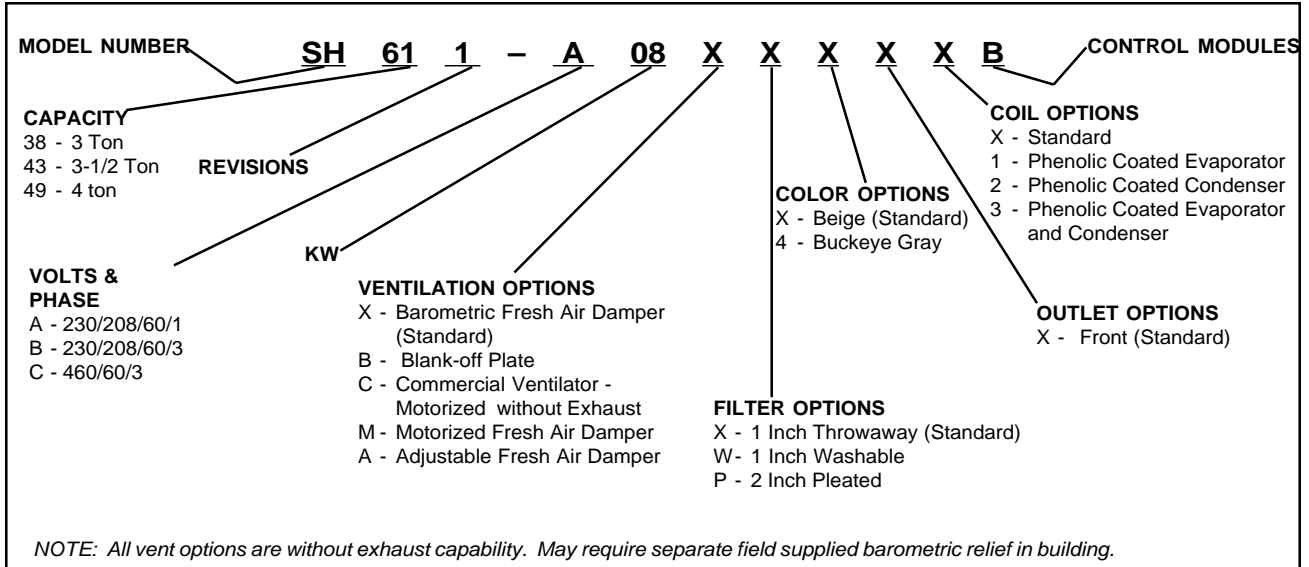 MODEL NUMBER
SH 61 1 – A 08 X X X X X B
CONTROL MODULES
CAPACITY
38 - 3 Ton
43 - 3-1/2 Ton
49 - 4 ton
REVISIONS
VOLTS &
PHASE
A - 230/208/60/1
B - 230/208/60/3
C - 460/60/3
KW
VENTILATION OPTIONS
X - Barometric Fresh Air Damper
(Standard)
B - Blank-off Plate
C - Commercial Ventilator -
Motorized without Exhaust
M - Motorized Fresh Air Damper
A - Adjustable Fresh Air Damper
FILTER OPTIONS
X - 1 Inch Throwaway (Standard)
W- 1 Inch Washable
P - 2 Inch Pleated
COLOR OPTIONS
X - Beige (Standard)
4 - Buckeye Gray
OUTLET OPTIONS
X - Front (Standard)
COIL OPTIONS
X - Standard
1 - Phenolic Coated Evaporator
2 - Phenolic Coated Condenser
3 - Phenolic Coated Evaporator
and Condenser
NOTE: All vent options are without exhaust capability. May require separate field supplied barometric relief in building.